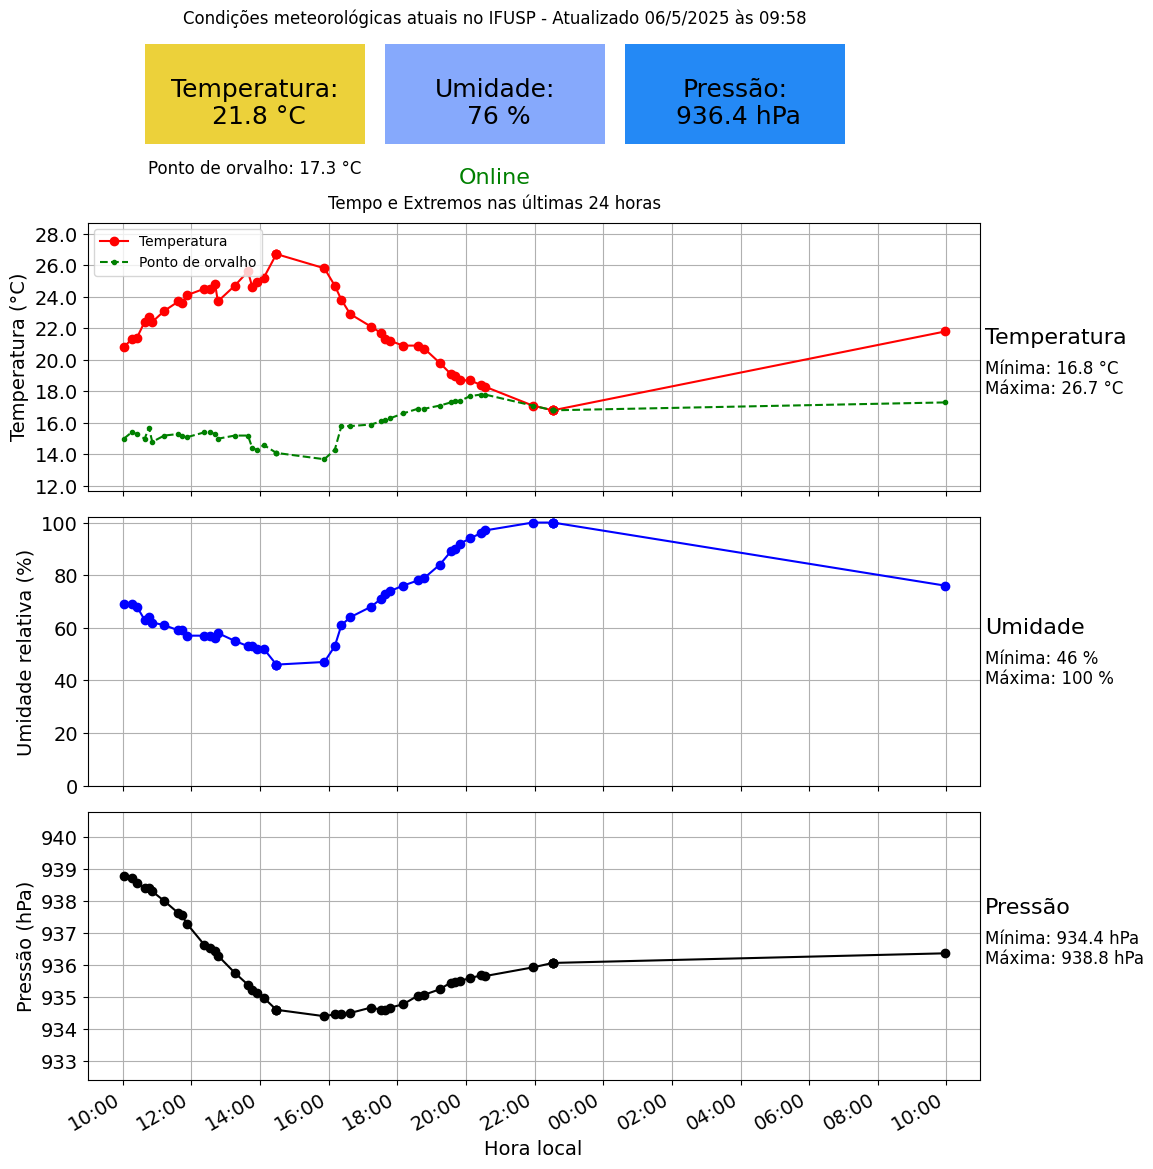 Condições meteorológicas atuais no IFUSP - Atualizado 06/5/2025 às 09:58
Temperatura:
21.8 °C
Umidade:
76 %
Pressão:
936.4 hPa
Ponto de orvalho: 17.3 °C
Online
Tempo e Extremos nas últimas 24 horas
Temperatura (°C)
28.0
26.0
24.0
22.0
20.0
18.0
16.0
14.0
12.0
Temperatura
Ponto de orvalho
Temperatura
Mínima: 16.8 °C
Máxima: 26.7 °C
Umidade relativa (%)
100
80
60
40
20
0
Umidade
Mínima: 46 %
Máxima: 100 %
Pressão (hPa)
940
939
938
937
936
935
934
933
Pressão
Mínima: 934.4 hPa
Máxima: 938.8 hPa
10:00 12:00 14:00 16:00 18:00 20:00 22:00 00:00 02:00 04:00 06:00 08:00 10:00
Hora local